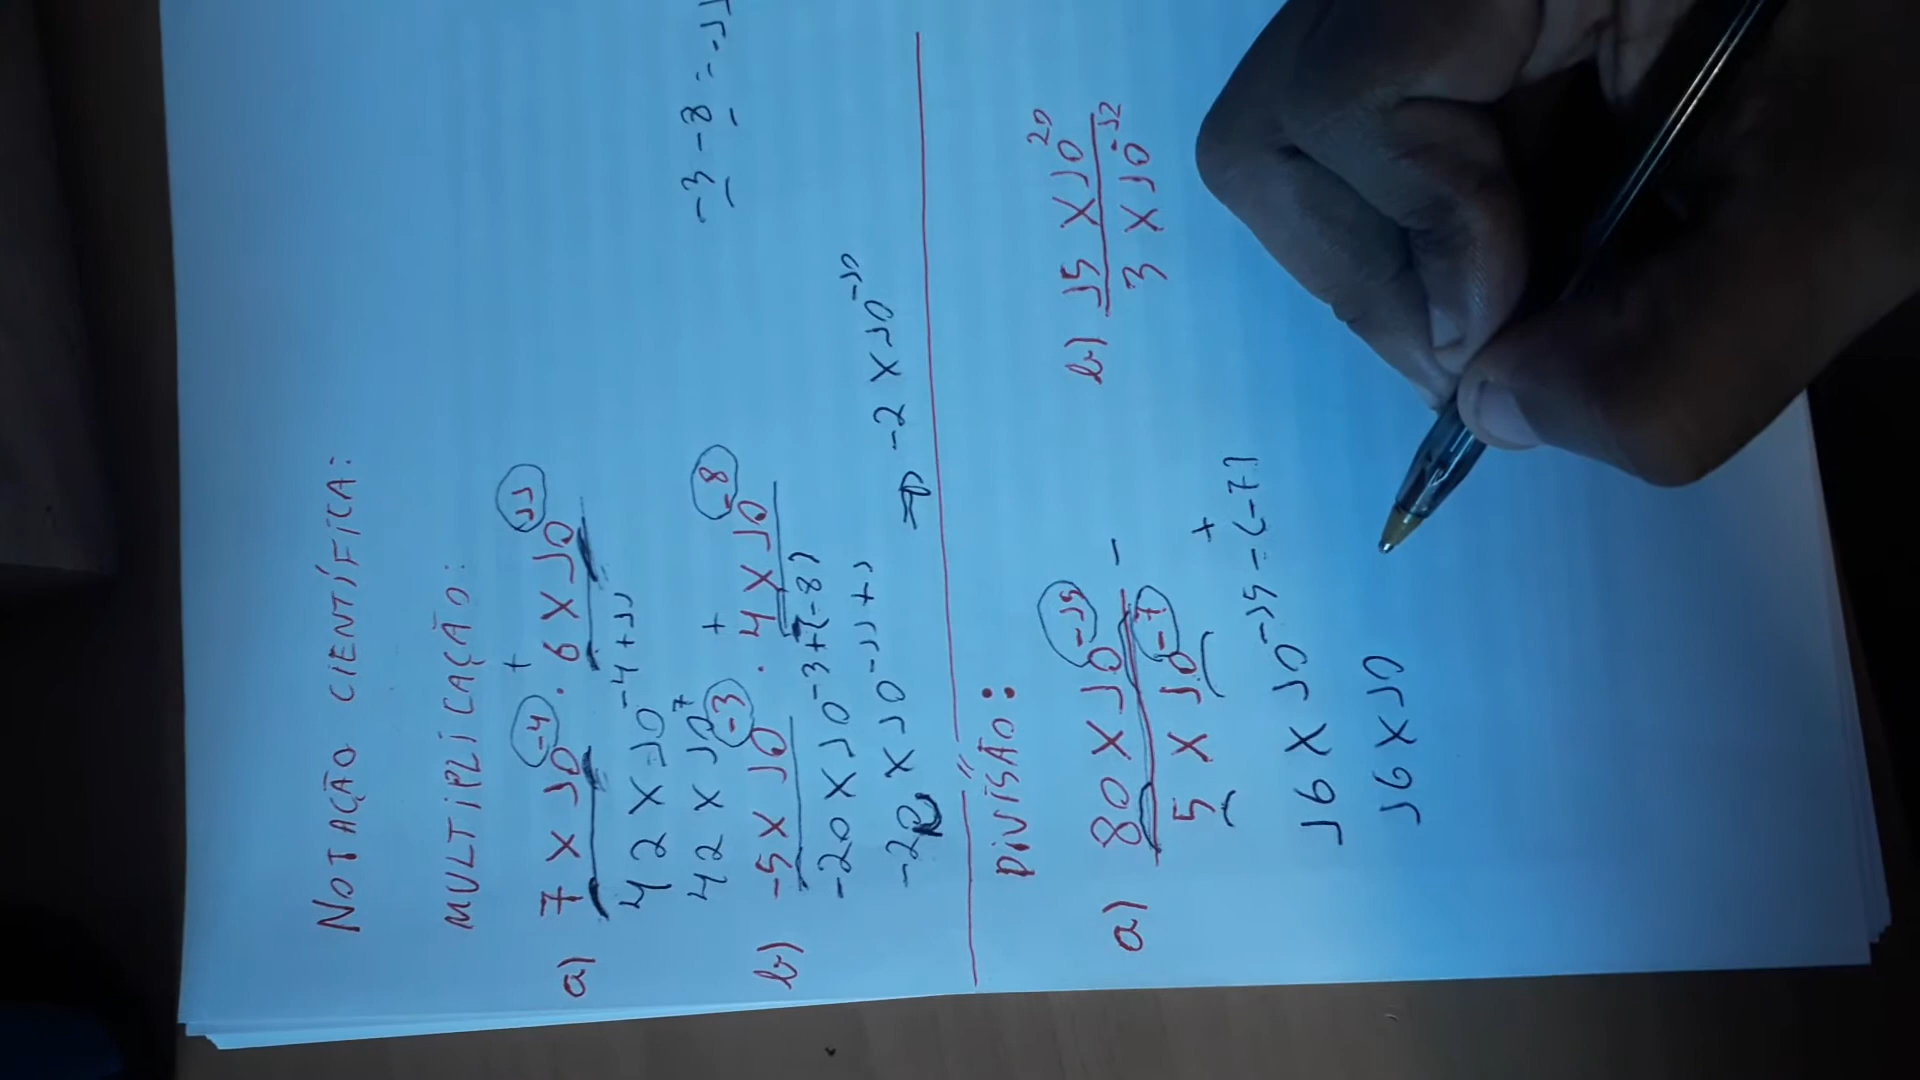 NOTAÇÃO CIENTÍFICA:
MULTIPLICAÇÃO:
a) 7 x 10^-4 . 6 x 10^11
+
42 x 10^-4+11
42 x 10^7
b) -5 x 10^-3 . 4 x 10^-8
+
-3 - 8 = -11
-20 x 10^-3+(-8)
-20 x 10^-11+1
⇒ -2 x 10^-10
DIVISÃO:
a) 80 x 10^-15 -
5 x 10^-7
+
16 x 10^-15-(-7)
16 x 10
b) 15 x 10^20
3 x 10^-12